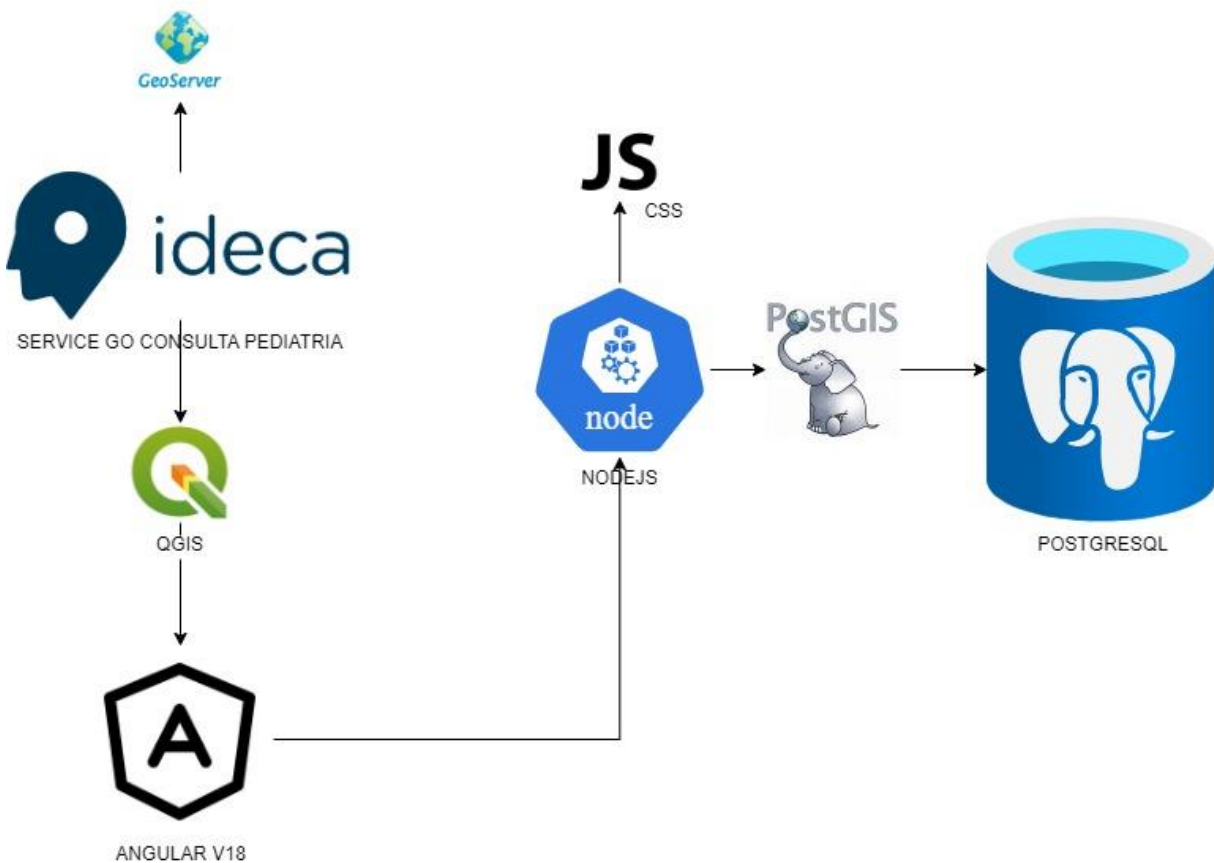 GeoServer
ideca
SERVICE GO CONSULTA PEDIATRIA
QGIS
ANGULAR V18
JS
CSS
node
NODEJS
PostGIS
POSTGRESQL